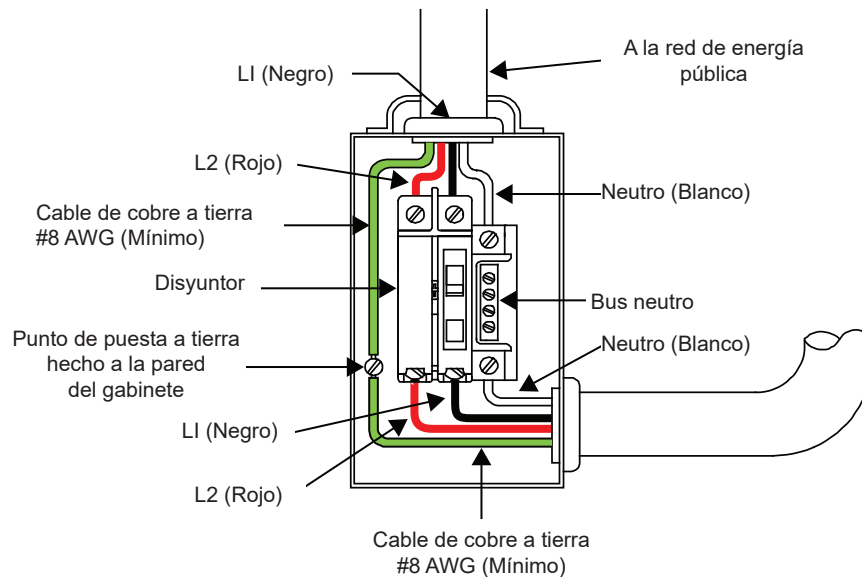 A la red de energía
pública
LI (Negro)
L2 (Rojo)
Neutro (Blanco)
Cable de cobre a tierra
#8 AWG (Mínimo)
Disyuntor
Bus neutro
Punto de puesta a tierra
hecho a la pared
del gabinete
Neutro (Blanco)
LI (Negro)
L2 (Rojo)
Cable de cobre a tierra
#8 AWG (Mínimo)